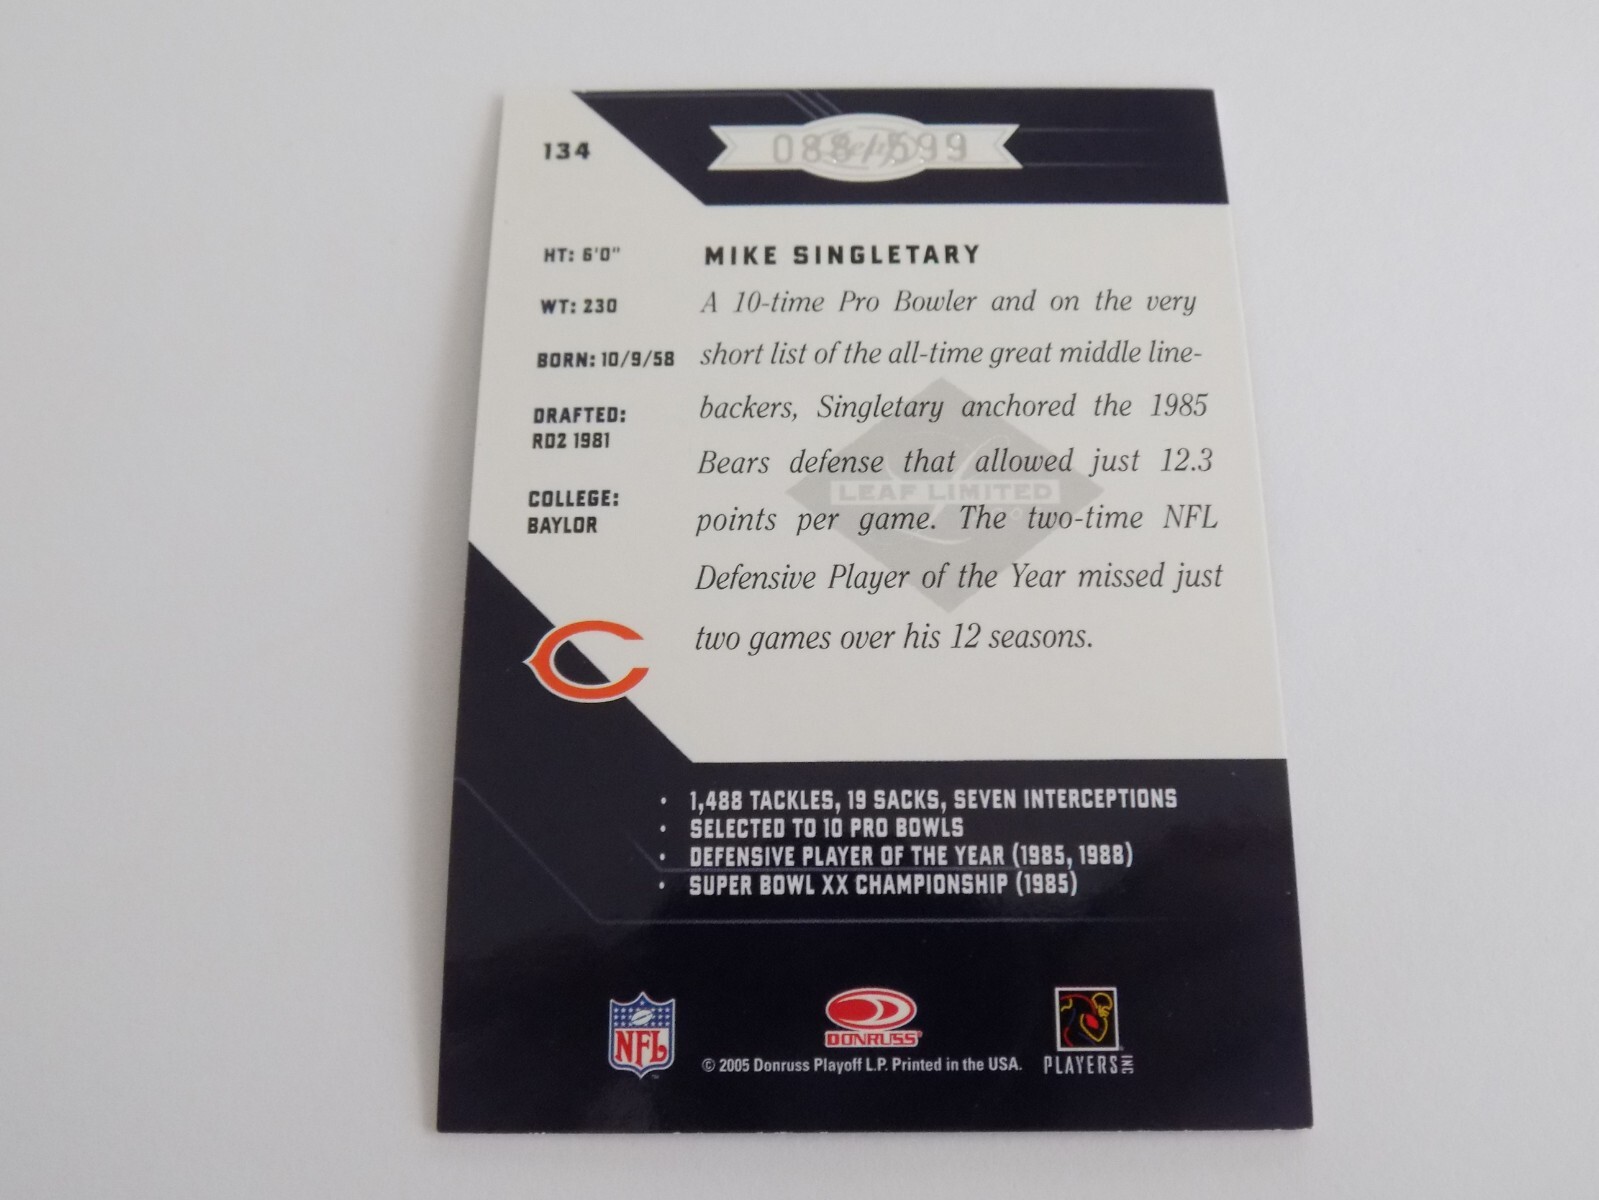 134
088/599
HT: 6'0"
WT: 230
BORN: 10/9/58
DRAFTED:
RD2 1981
COLLEGE:
BAYLOR
MIKE SINGLETARY
A 10-time Pro Bowler and on the very
short list of the all-time great middle line-
backers, Singletary anchored the 1985
Bears defense that allowed just 12.3
points per game. The two-time NFL
Defensive Player of the Year missed just
two games over his 12 seasons.
LEAF LIMITED
• 1,488 TACKLES, 19 SACKS, SEVEN INTERCEPTIONS
• SELECTED TO 10 PRO BOWLS
• DEFENSIVE PLAYER OF THE YEAR (1985, 1988)
• SUPER BOWL XX CHAMPIONSHIP (1985)
NFL
DONRUSS
© 2005 Donruss Playoff L.P. Printed in the USA.
PLAYERS INC